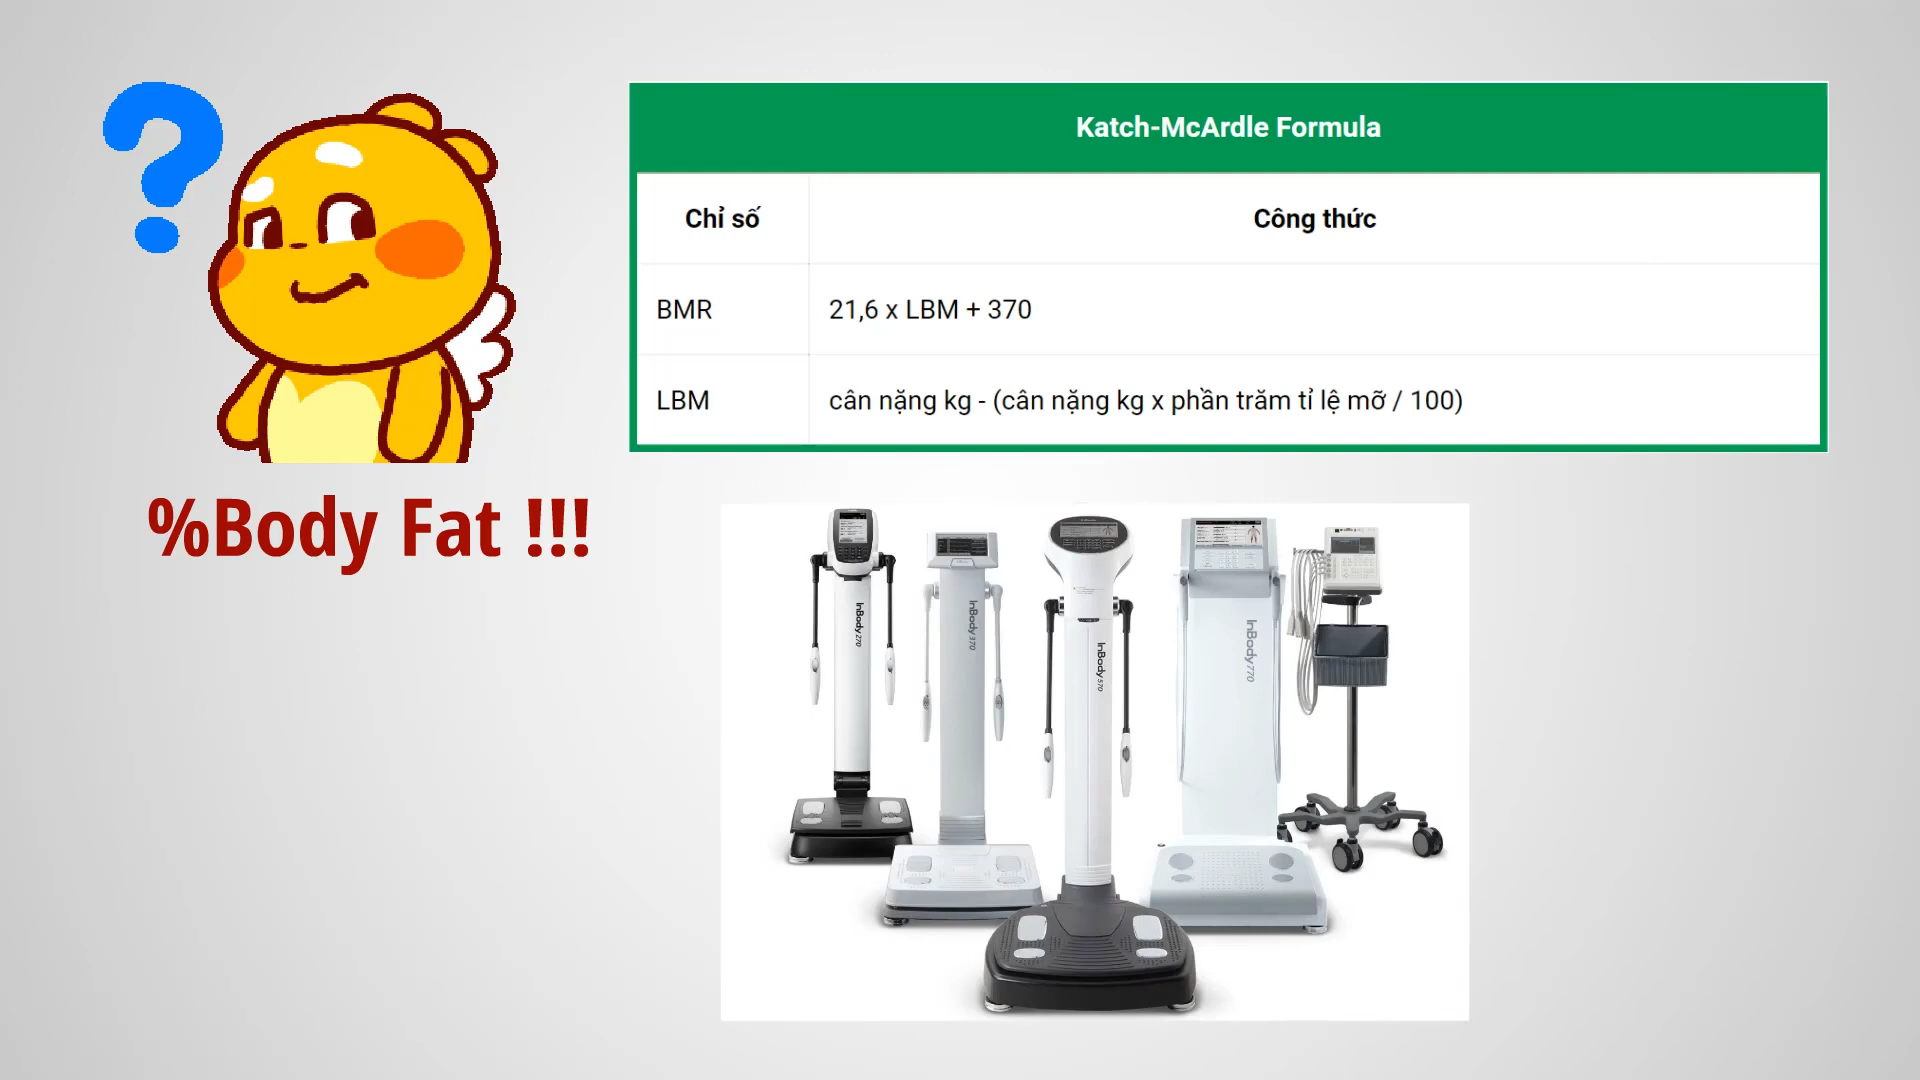 Katch-McArdle Formula
Chỉ số
Công thức
BMR
21,6 x LBM + 370
LBM
cân nặng kg - (cân nặng kg x phần trăm tỉ lệ mỡ / 100)
%Body Fat !!!
InBody 270
InBody 370
InBody 570
InBody 770